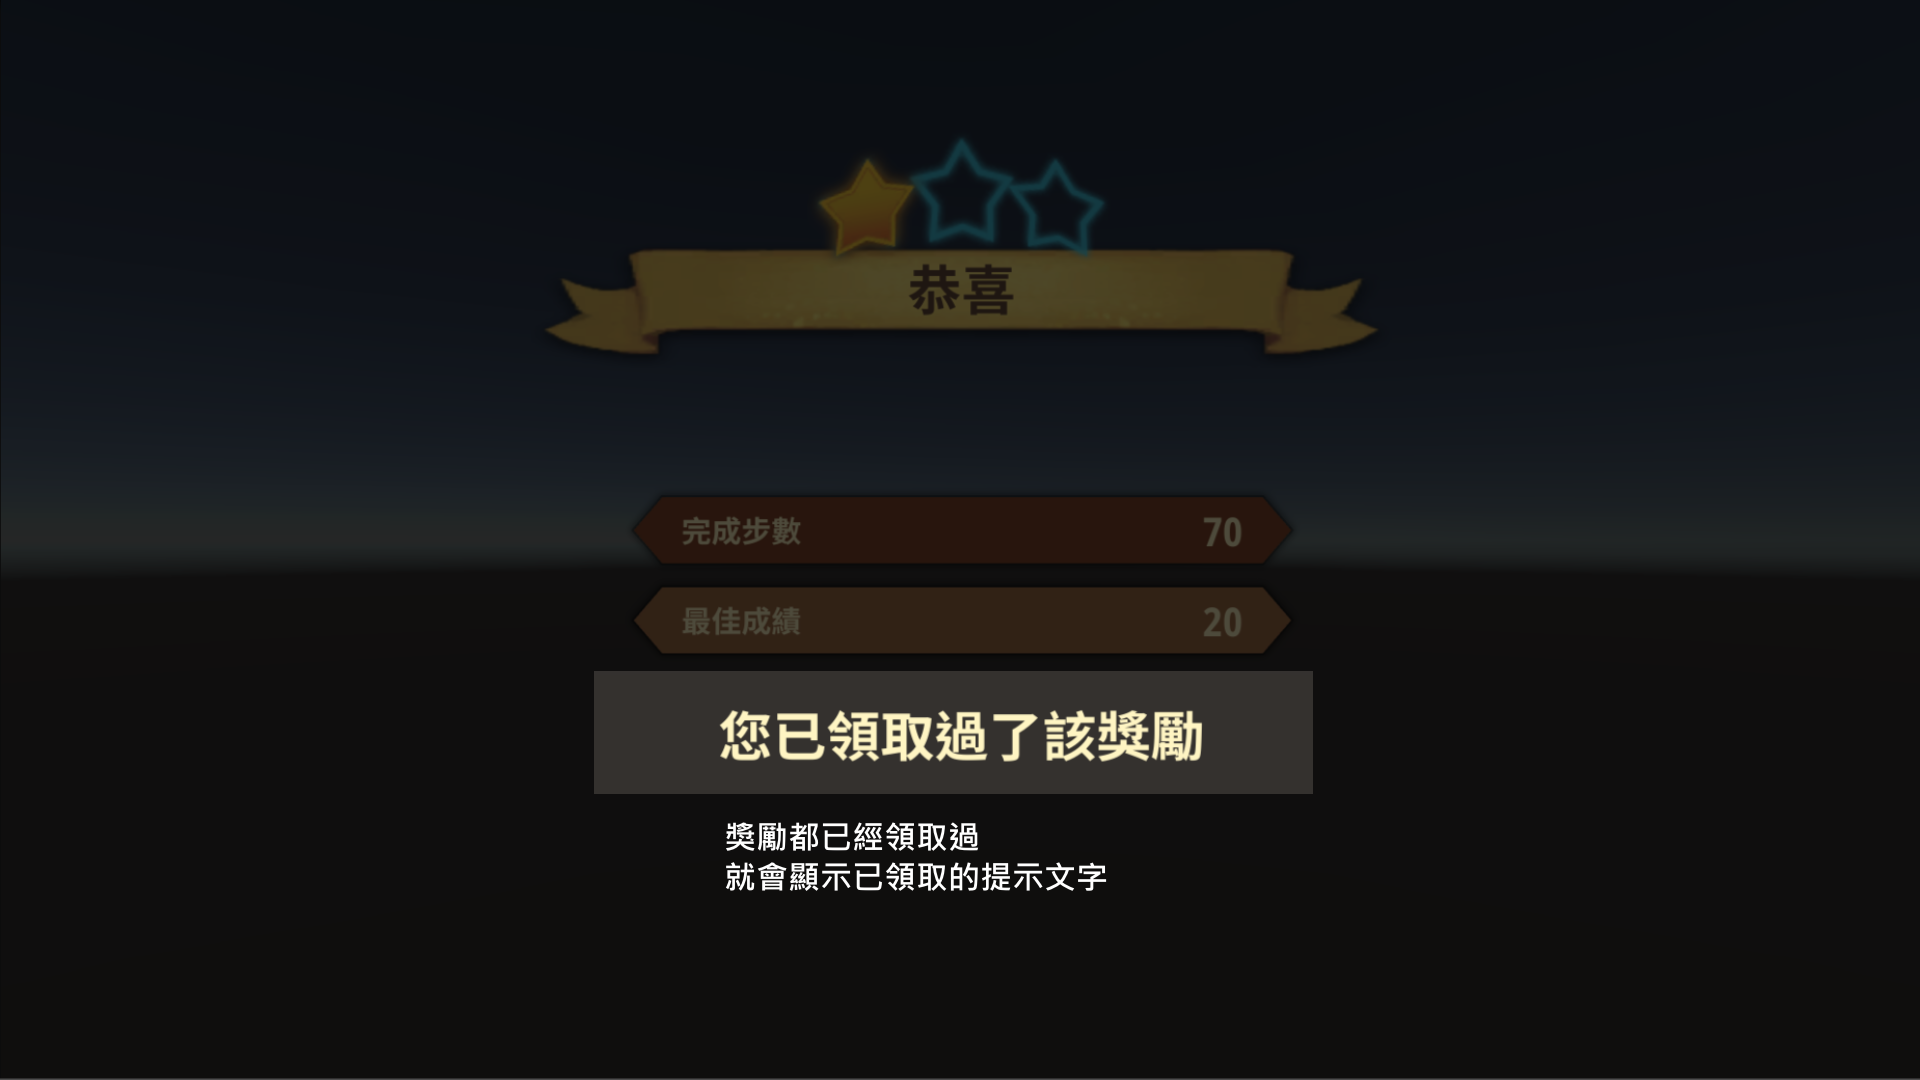 恭喜
完成步數 70
最佳成績 20
您已領取過了該獎勵
獎勵都已經領取過
就會顯示已領取的提示文字